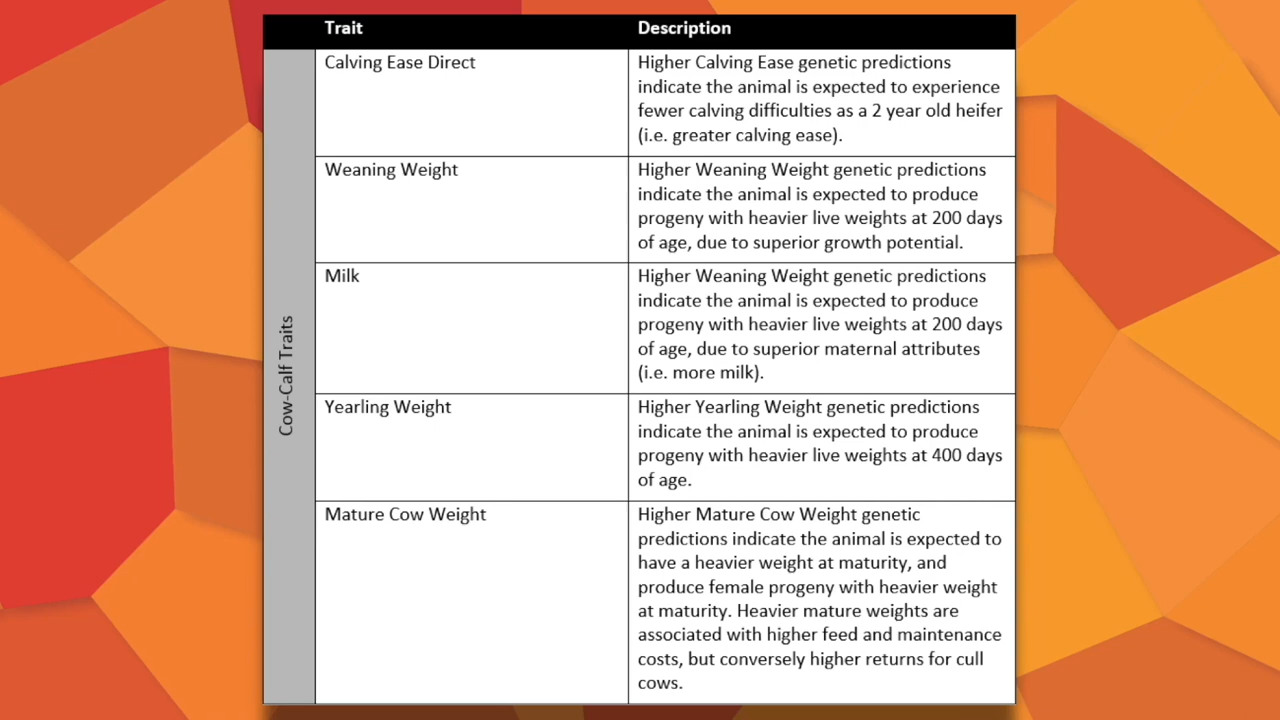 Trait
Description
Cow-Calf Traits
Calving Ease Direct
Higher Calving Ease genetic predictions
indicate the animal is expected to experience
fewer calving difficulties as a 2 year old heifer
(i.e. greater calving ease).
Weaning Weight
Higher Weaning Weight genetic predictions
indicate the animal is expected to produce
progeny with heavier live weights at 200 days
of age, due to superior growth potential.
Milk
Higher Weaning Weight genetic predictions
indicate the animal is expected to produce
progeny with heavier live weights at 200 days
of age, due to superior maternal attributes
(i.e. more milk).
Yearling Weight
Higher Yearling Weight genetic predictions
indicate the animal is expected to produce
progeny with heavier live weights at 400 days
of age.
Mature Cow Weight
Higher Mature Cow Weight genetic
predictions indicate the animal is expected to
have a heavier weight at maturity, and
produce female progeny with heavier weight
at maturity. Heavier mature weights are
associated with higher feed and maintenance
costs, but conversely higher returns for cull
cows.